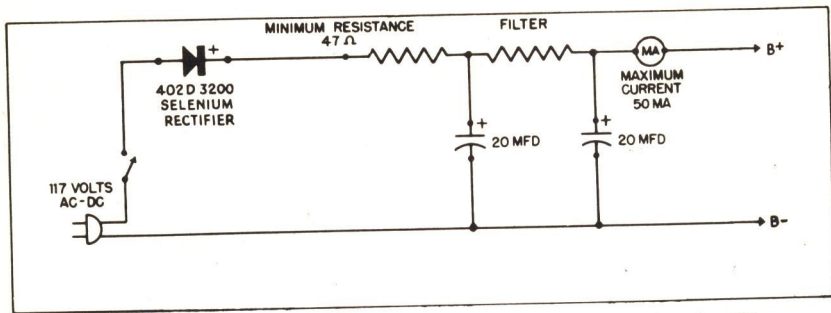 MINIMUM RESISTANCE
47 Ω
FILTER
+
402D 3200
SELENIUM
RECTIFIER
MA
MAXIMUM
CURRENT
50 MA
B+
+
20 MFD
+
20 MFD
117 VOLTS
AC-DC
B-